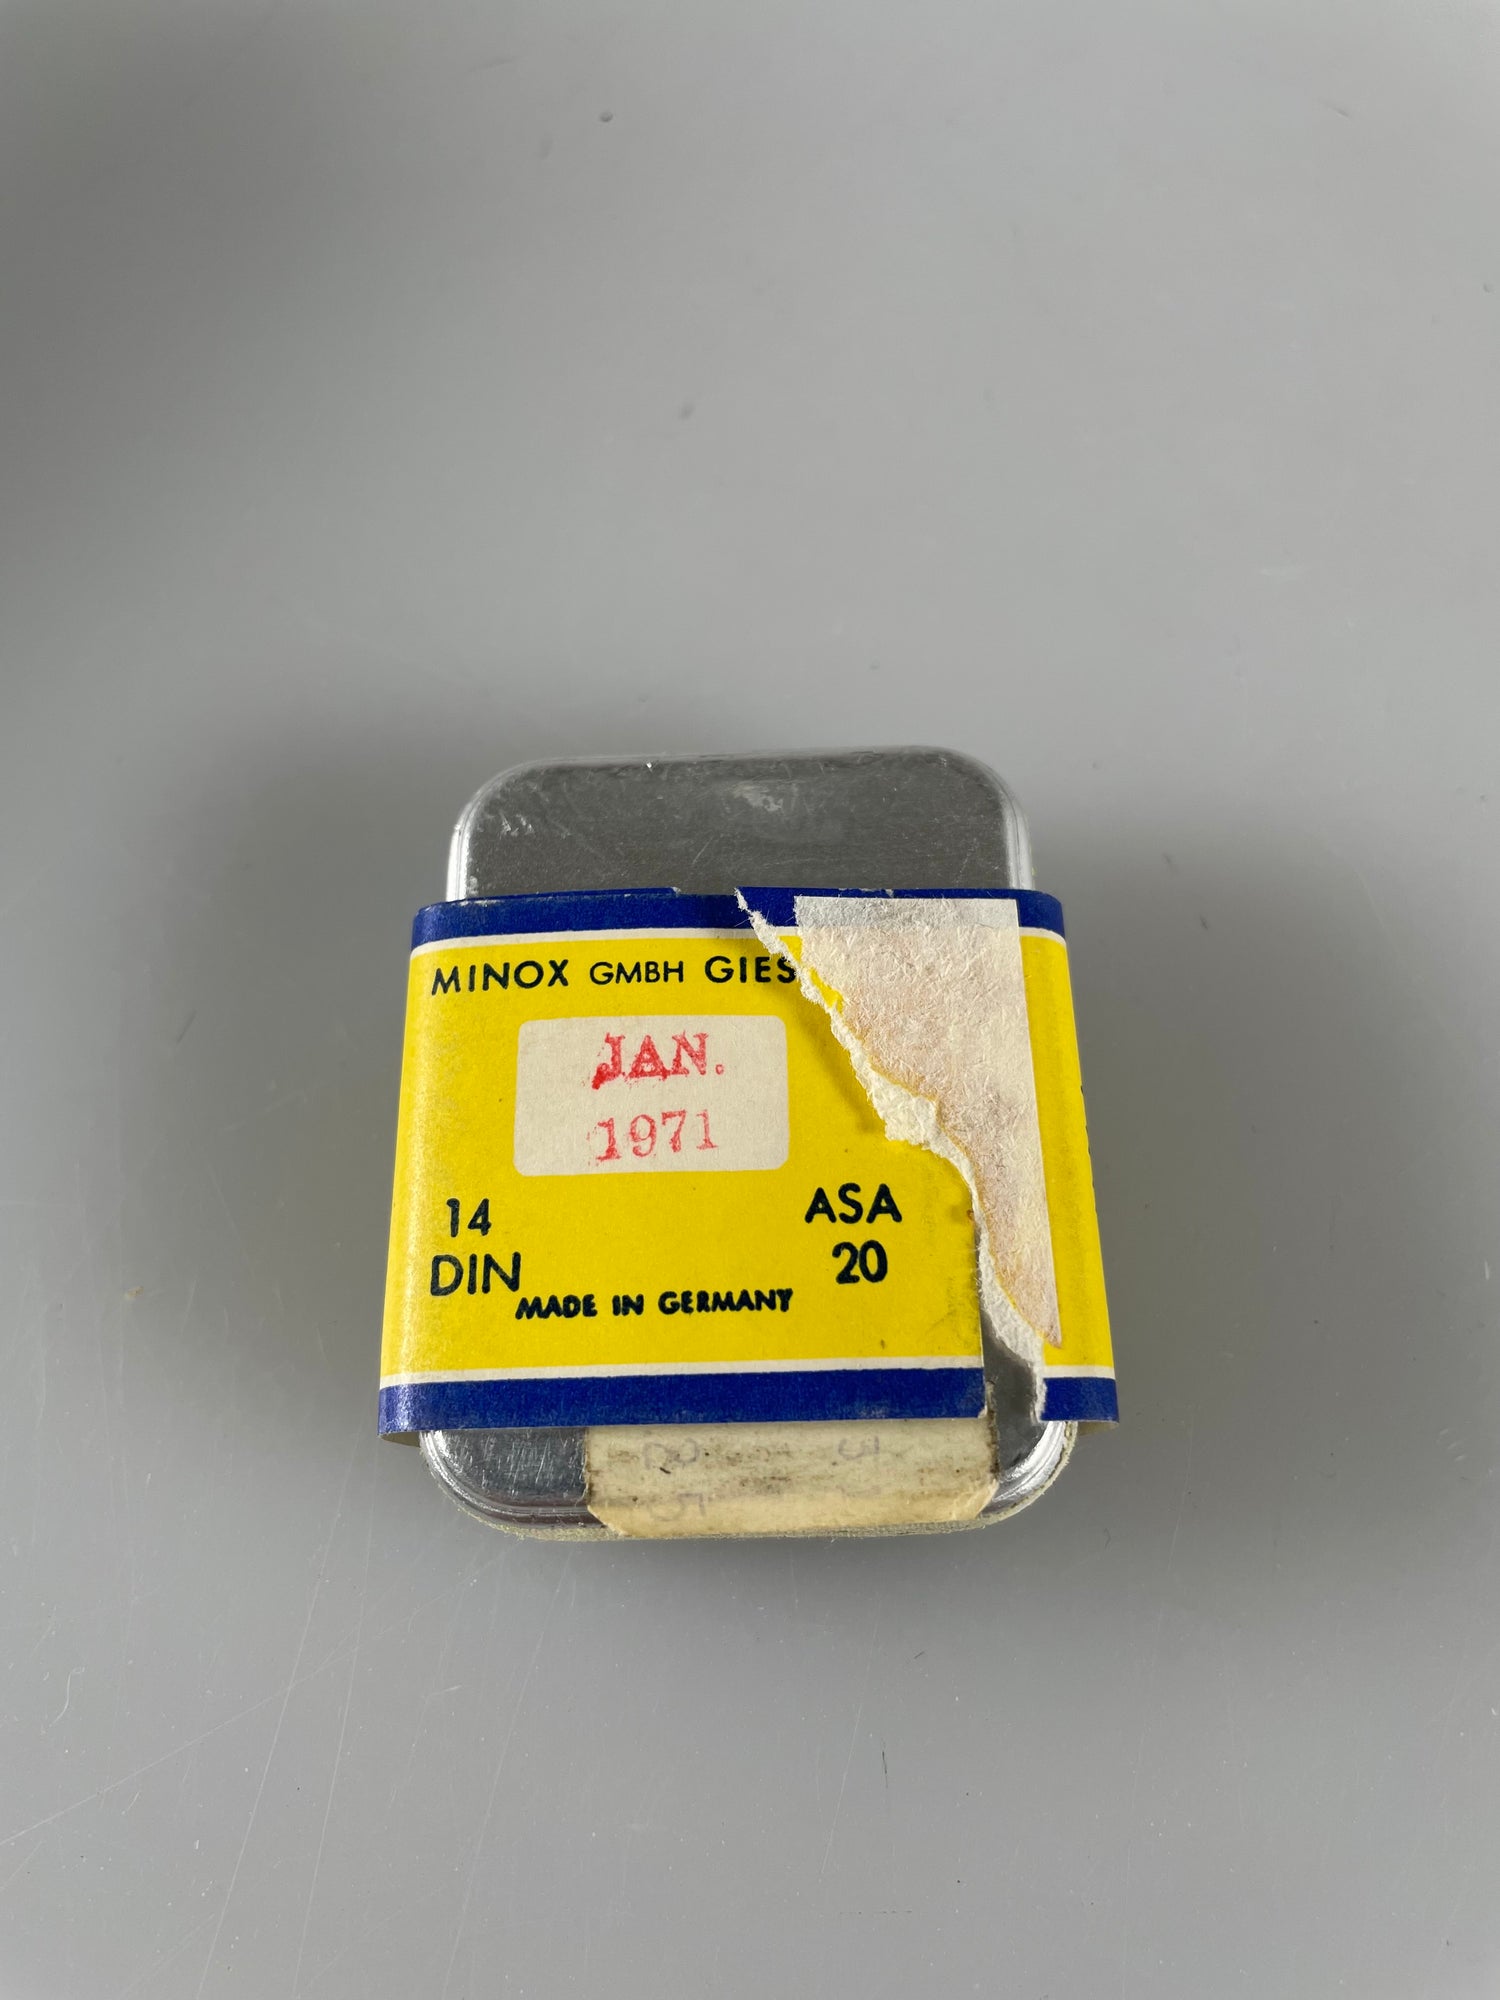 MINOX GMBH GIES
JAN.
1971
14
DIN
ASA
20
MADE IN GERMANY